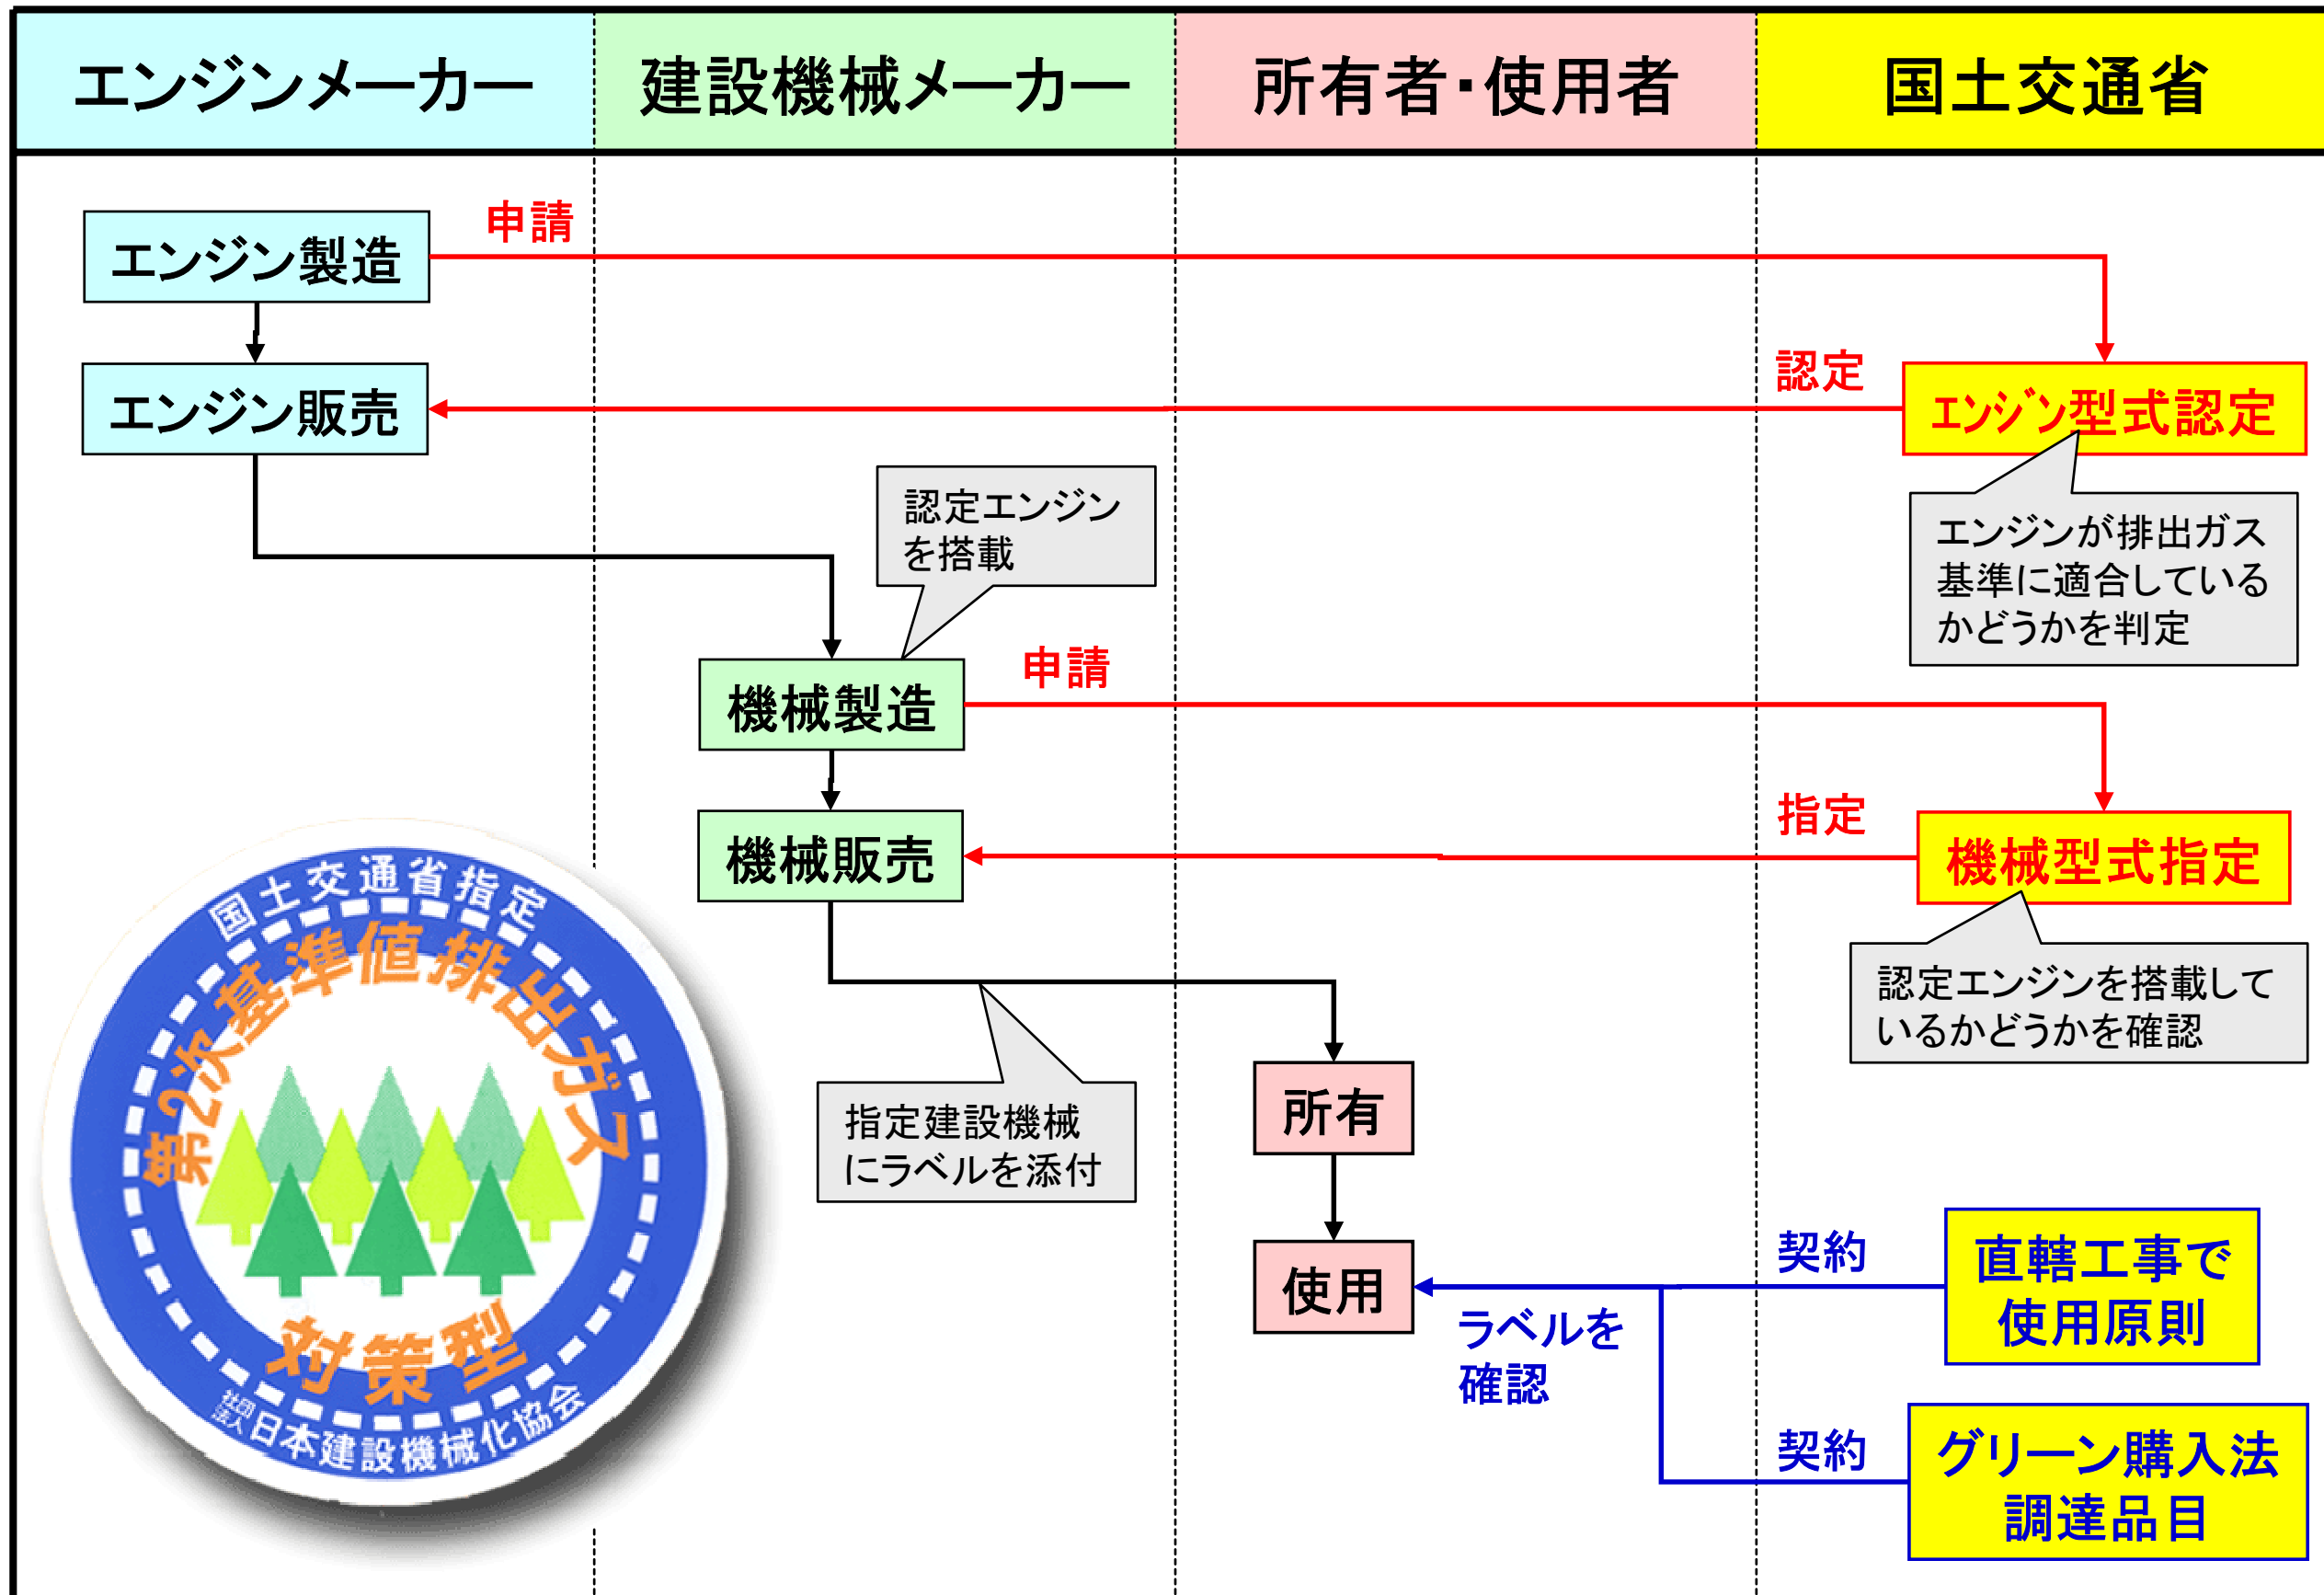 エンジンメーカー
建設機械メーカー
所有者・使用者
国土交通省
エンジン製造
申請
エンジン販売
認定
エンジン型式認定
エンジンが排出ガス
基準に適合している
かどうかを判定
認定エンジン
を搭載
機械製造
申請
機械販売
指定
機械型式指定
認定エンジンを搭載して
いるかどうかを確認
指定建設機械
にラベルを添付
所有
使用
契約
直轄工事で
使用原則
ラベルを
確認
契約
グリーン購入法
調達品目
国土交通省指定
第2次基準値排出ガス
対策型
社団法人日本建設機械化協会